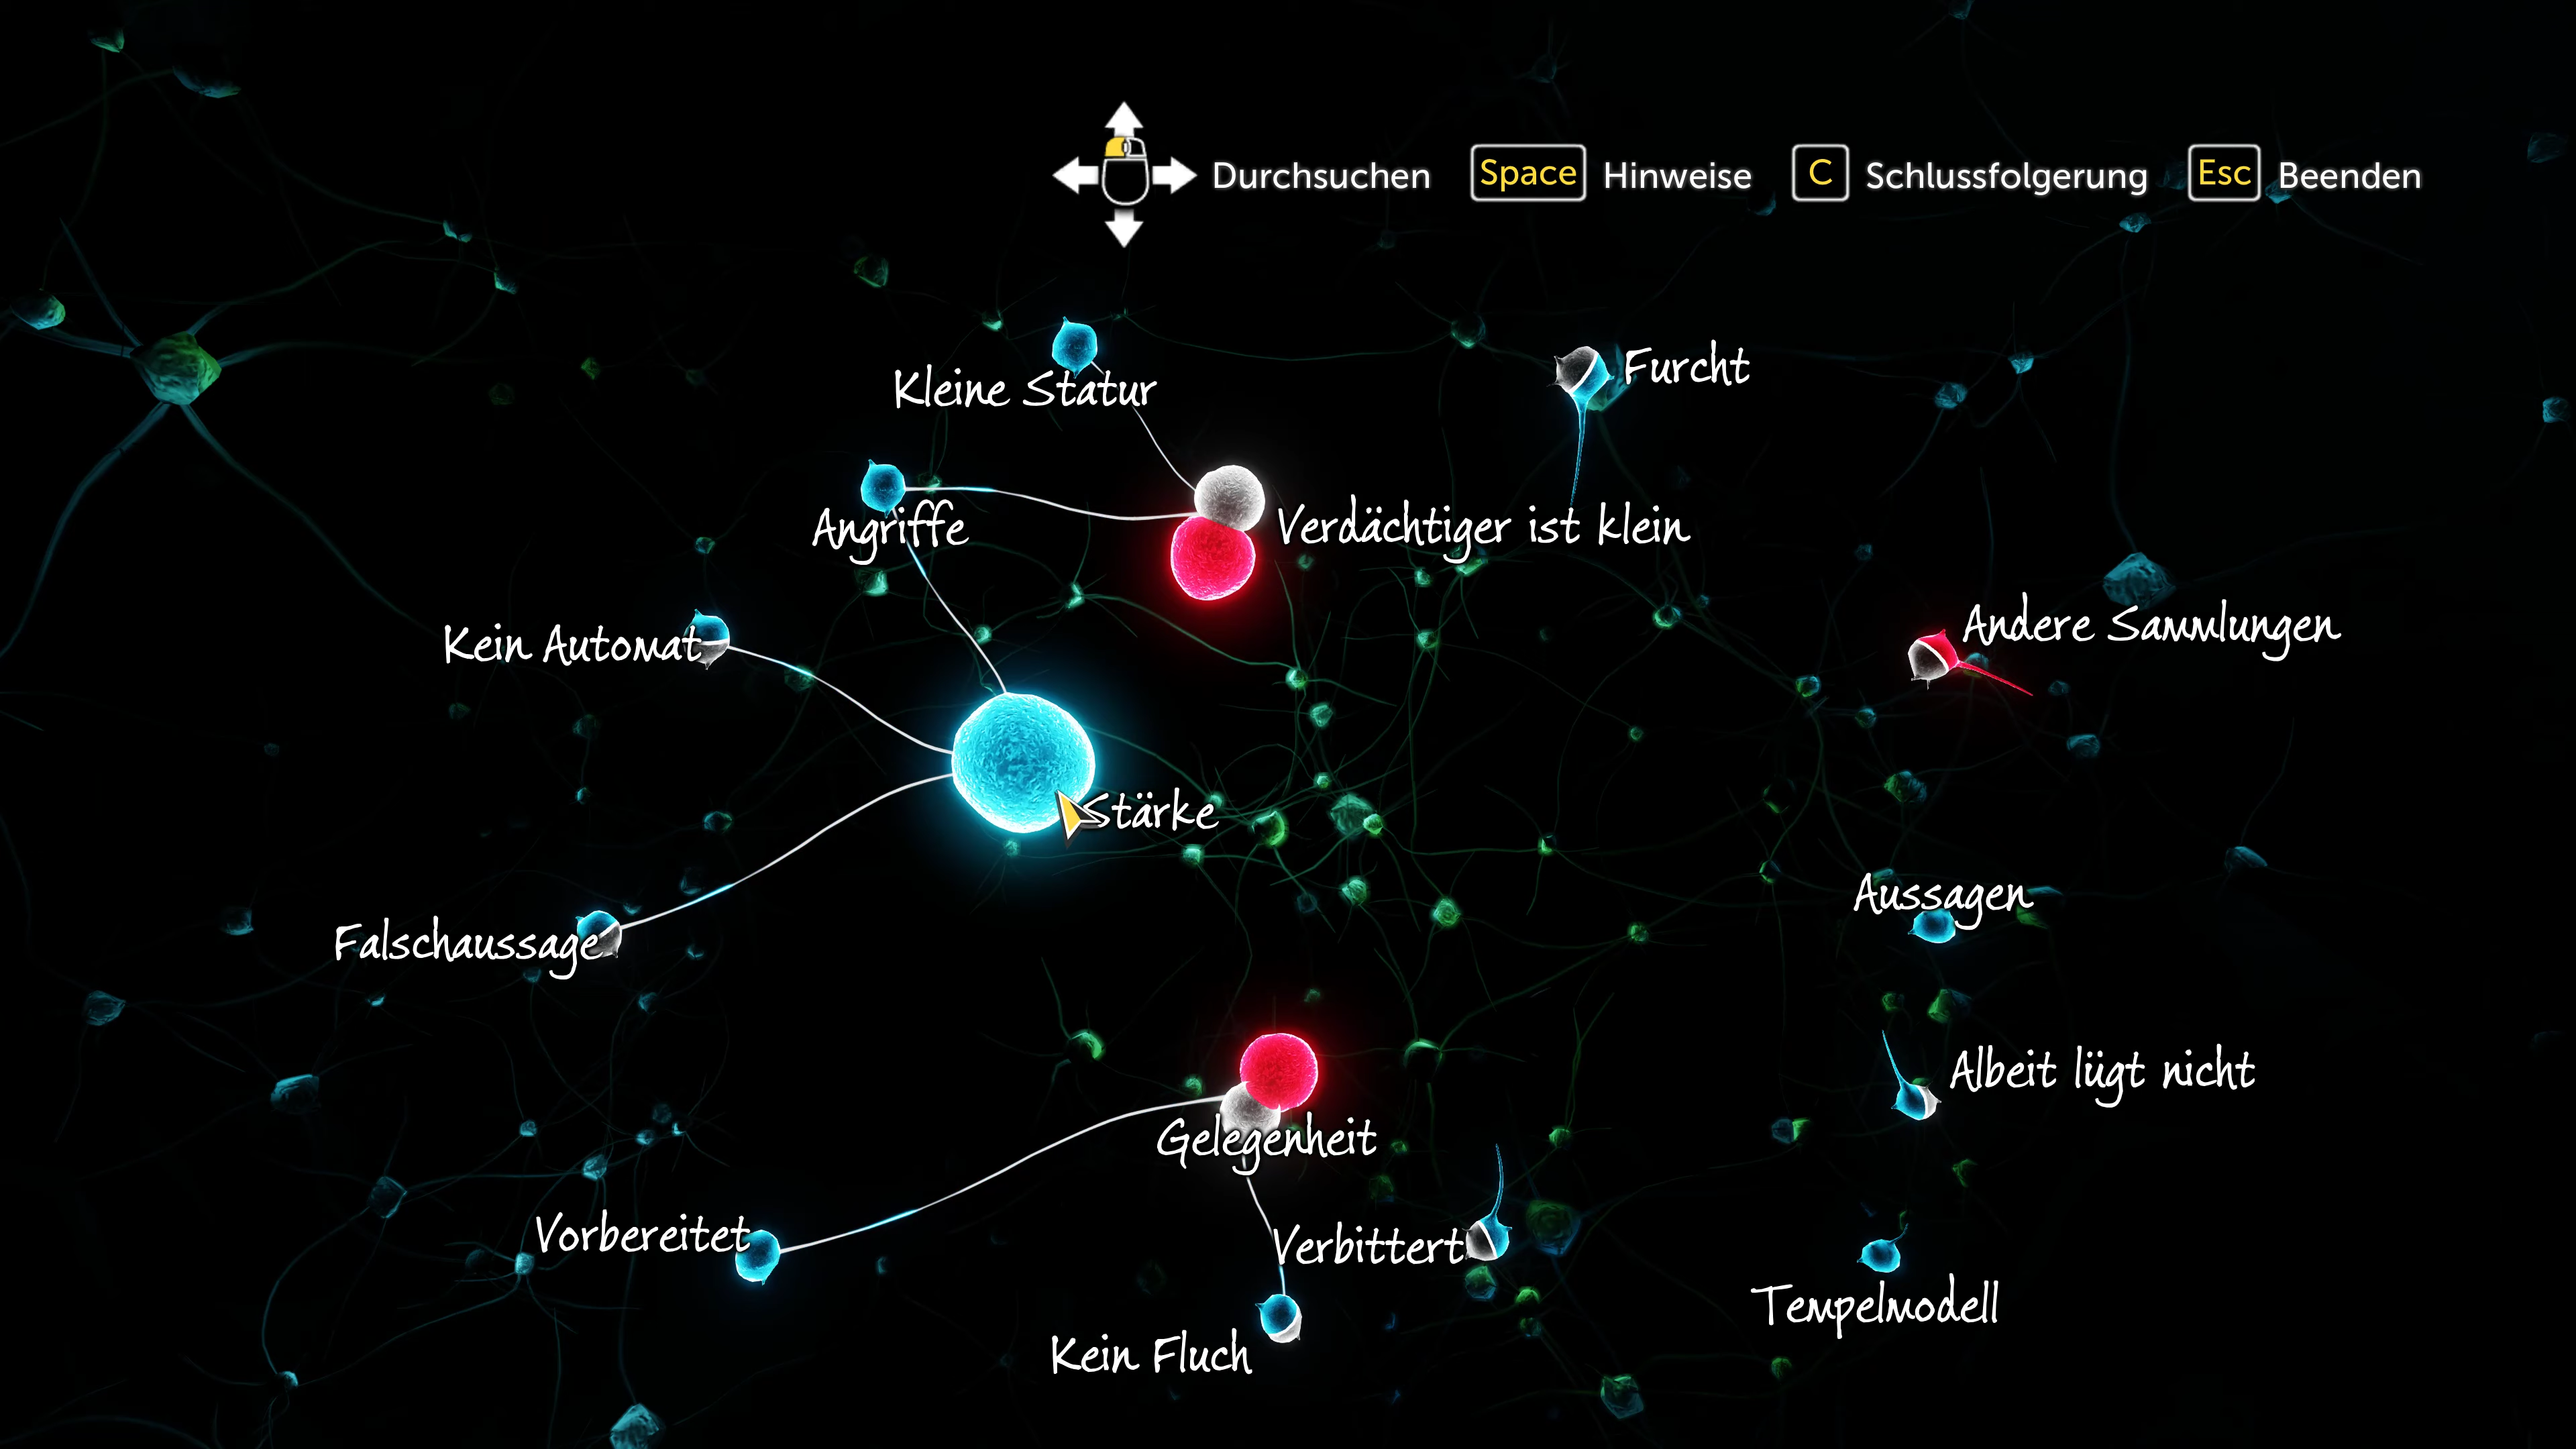 Durchsuchen Space Hinweise C Schlussfolgerung Esc Beenden
Kleine Statur
Furcht
Angriffe
Verdächtiger ist klein
Kein Automat
Andere Sammlungen
Stärke
Aussagen
Falschaussage
Albeit lügt nicht
Gelegenheit
Vorbereitet
Verbittert
Tempelmodell
Kein Fluch